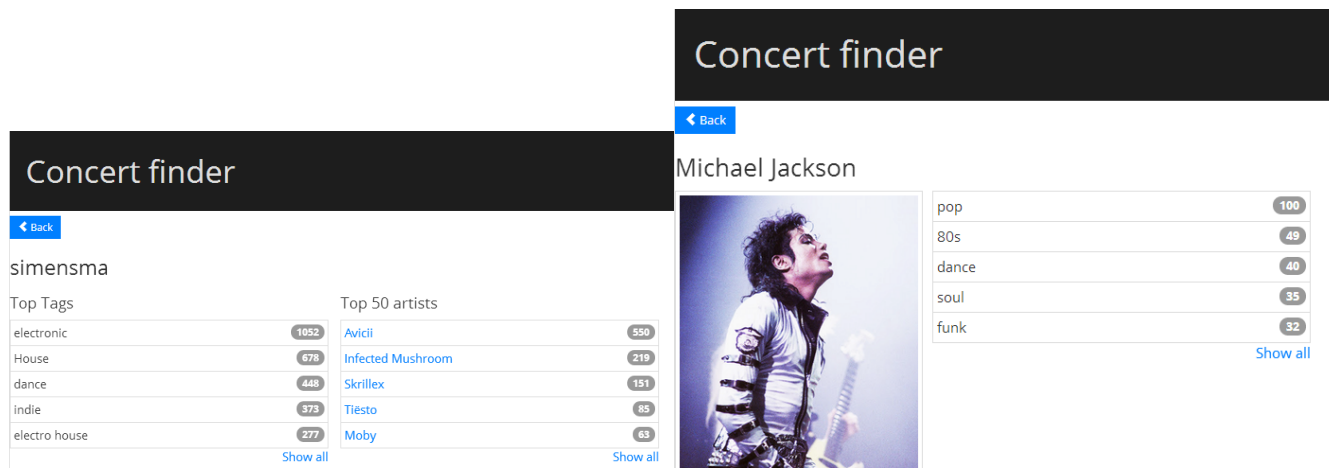 Concert finder
Back
simensma
Top Tags
electronic 1052
House 678
dance 448
indie 373
electro house 277
Show all
Top 50 artists
Avicii 550
Infected Mushroom 219
Skrillex 151
Tiësto 85
Moby 63
Show all
Concert finder
Back
Michael Jackson
pop 100
80s 49
dance 40
soul 35
funk 32
Show all